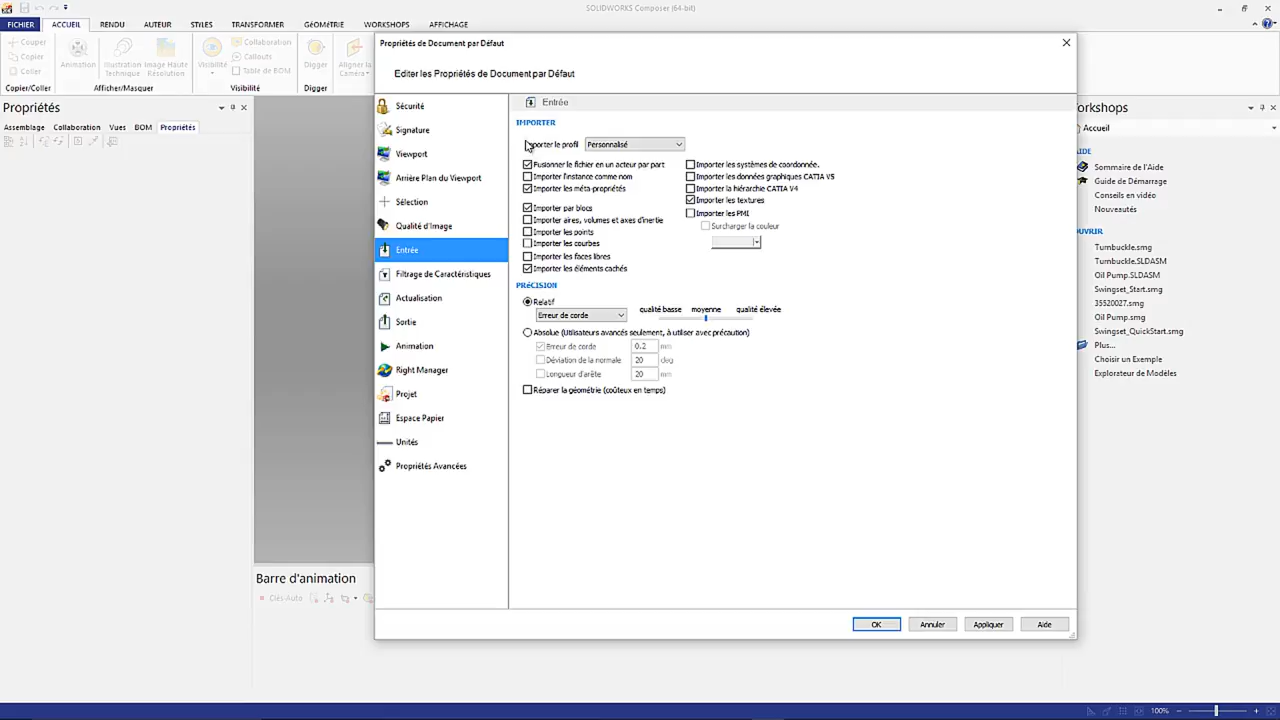 SOLIDWORKS Composer (64-bit)
FICHIER ACCUEIL RENDU AUTEUR STYLES TRANSFORMER GéOMéTRIE WORKSHOPS AFFICHAGE
Couper
Copier
Coller
Copier/Coller
Animation
Illustration Technique
Image Haute Résolution
Afficher/Masquer
Visibilité
Collaboration
Callouts
Table de BOM
Visibilité
Digger
Digger
Aligner la Caméra
Propriétés
Assemblage Collaboration Vues BOM Propriétés
Propriétés de Document par Défaut
Editer les Propriétés de Document par Défaut
Sécurité
Signature
Viewport
Arrière Plan du Viewport
Sélection
Qualité d'Image
Entrée
Filtrage de Caractéristiques
Actualisation
Sortie
Animation
Right Manager
Projet
Espace Papier
Unités
Propriétés Avancées
Entrée
IMPORTER
porter le profil Personnalisé
Fusionner le fichier en un acteur par part
Importer l'instance comme nom
Importer les méta-propriétés
Importer par blocs
Importer aires, volumes et axes d'inertie
Importer les points
Importer les courbes
Importer les faces libres
Importer les éléments cachés
Importer les systèmes de coordonnée.
Importer les données graphiques CATIA V5
Importer la hiérarchie CATIA V4
Importer les textures
Importer les PMI
Surcharger la couleur
PRéCISION
Relatif
Erreur de corde
qualité basse moyenne qualité élevée
Absolue (Utilisateurs avancés seulement, à utiliser avec précaution)
Erreur de corde 0.2 mm
Déviation de la normale 20 deg
Longueur d'arête 20 mm
Réparer la géométrie (coûteux en temps)
OK Annuler Appliquer Aide
orkshops
Accueil
AIDE
Sommaire de l'Aide
Guide de Démarrage
Conseils en vidéo
Nouveautés
OUVRIR
Turnbuckle.smg
Turnbuckle.SLDASM
Oil Pump.SLDASM
Swingset_Start.smg
35520027.smg
Oil Pump.smg
Swingset_QuickStart.smg
Plus...
Choisir un Exemple
Explorateur de Modèles
Barre d'animation
Clés-Auto
100%